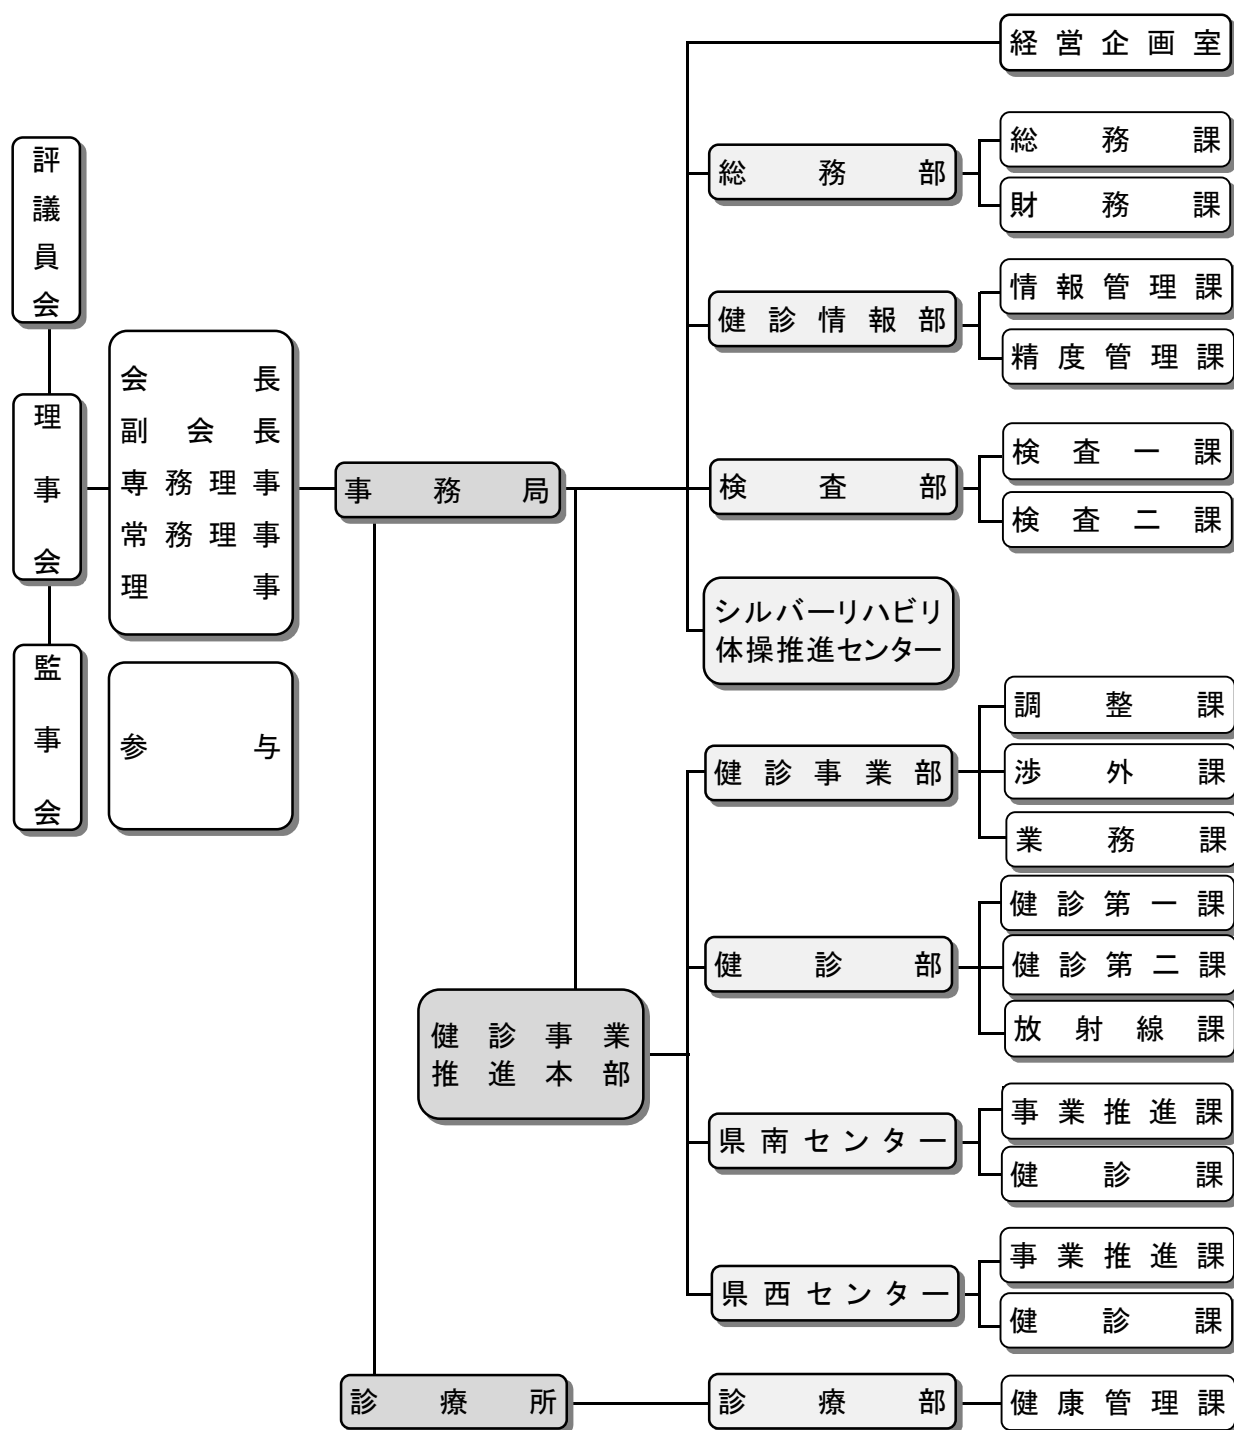 評議員会
理事会
監事会
会長
副会長
専務理事
常務理事
理事
参与
事務局
健診事業
推進本部
診療所
経営企画室
総務部
総務課
財務課
健診情報部
情報管理課
精度管理課
検査部
検査一課
検査二課
シルバーリハビリ
体操推進センター
健診事業部
調整課
渉外課
業務課
健診部
健診第一課
健診第二課
放射線課
県南センター
事業推進課
健診課
県西センター
事業推進課
健診課
診療部
健康管理課